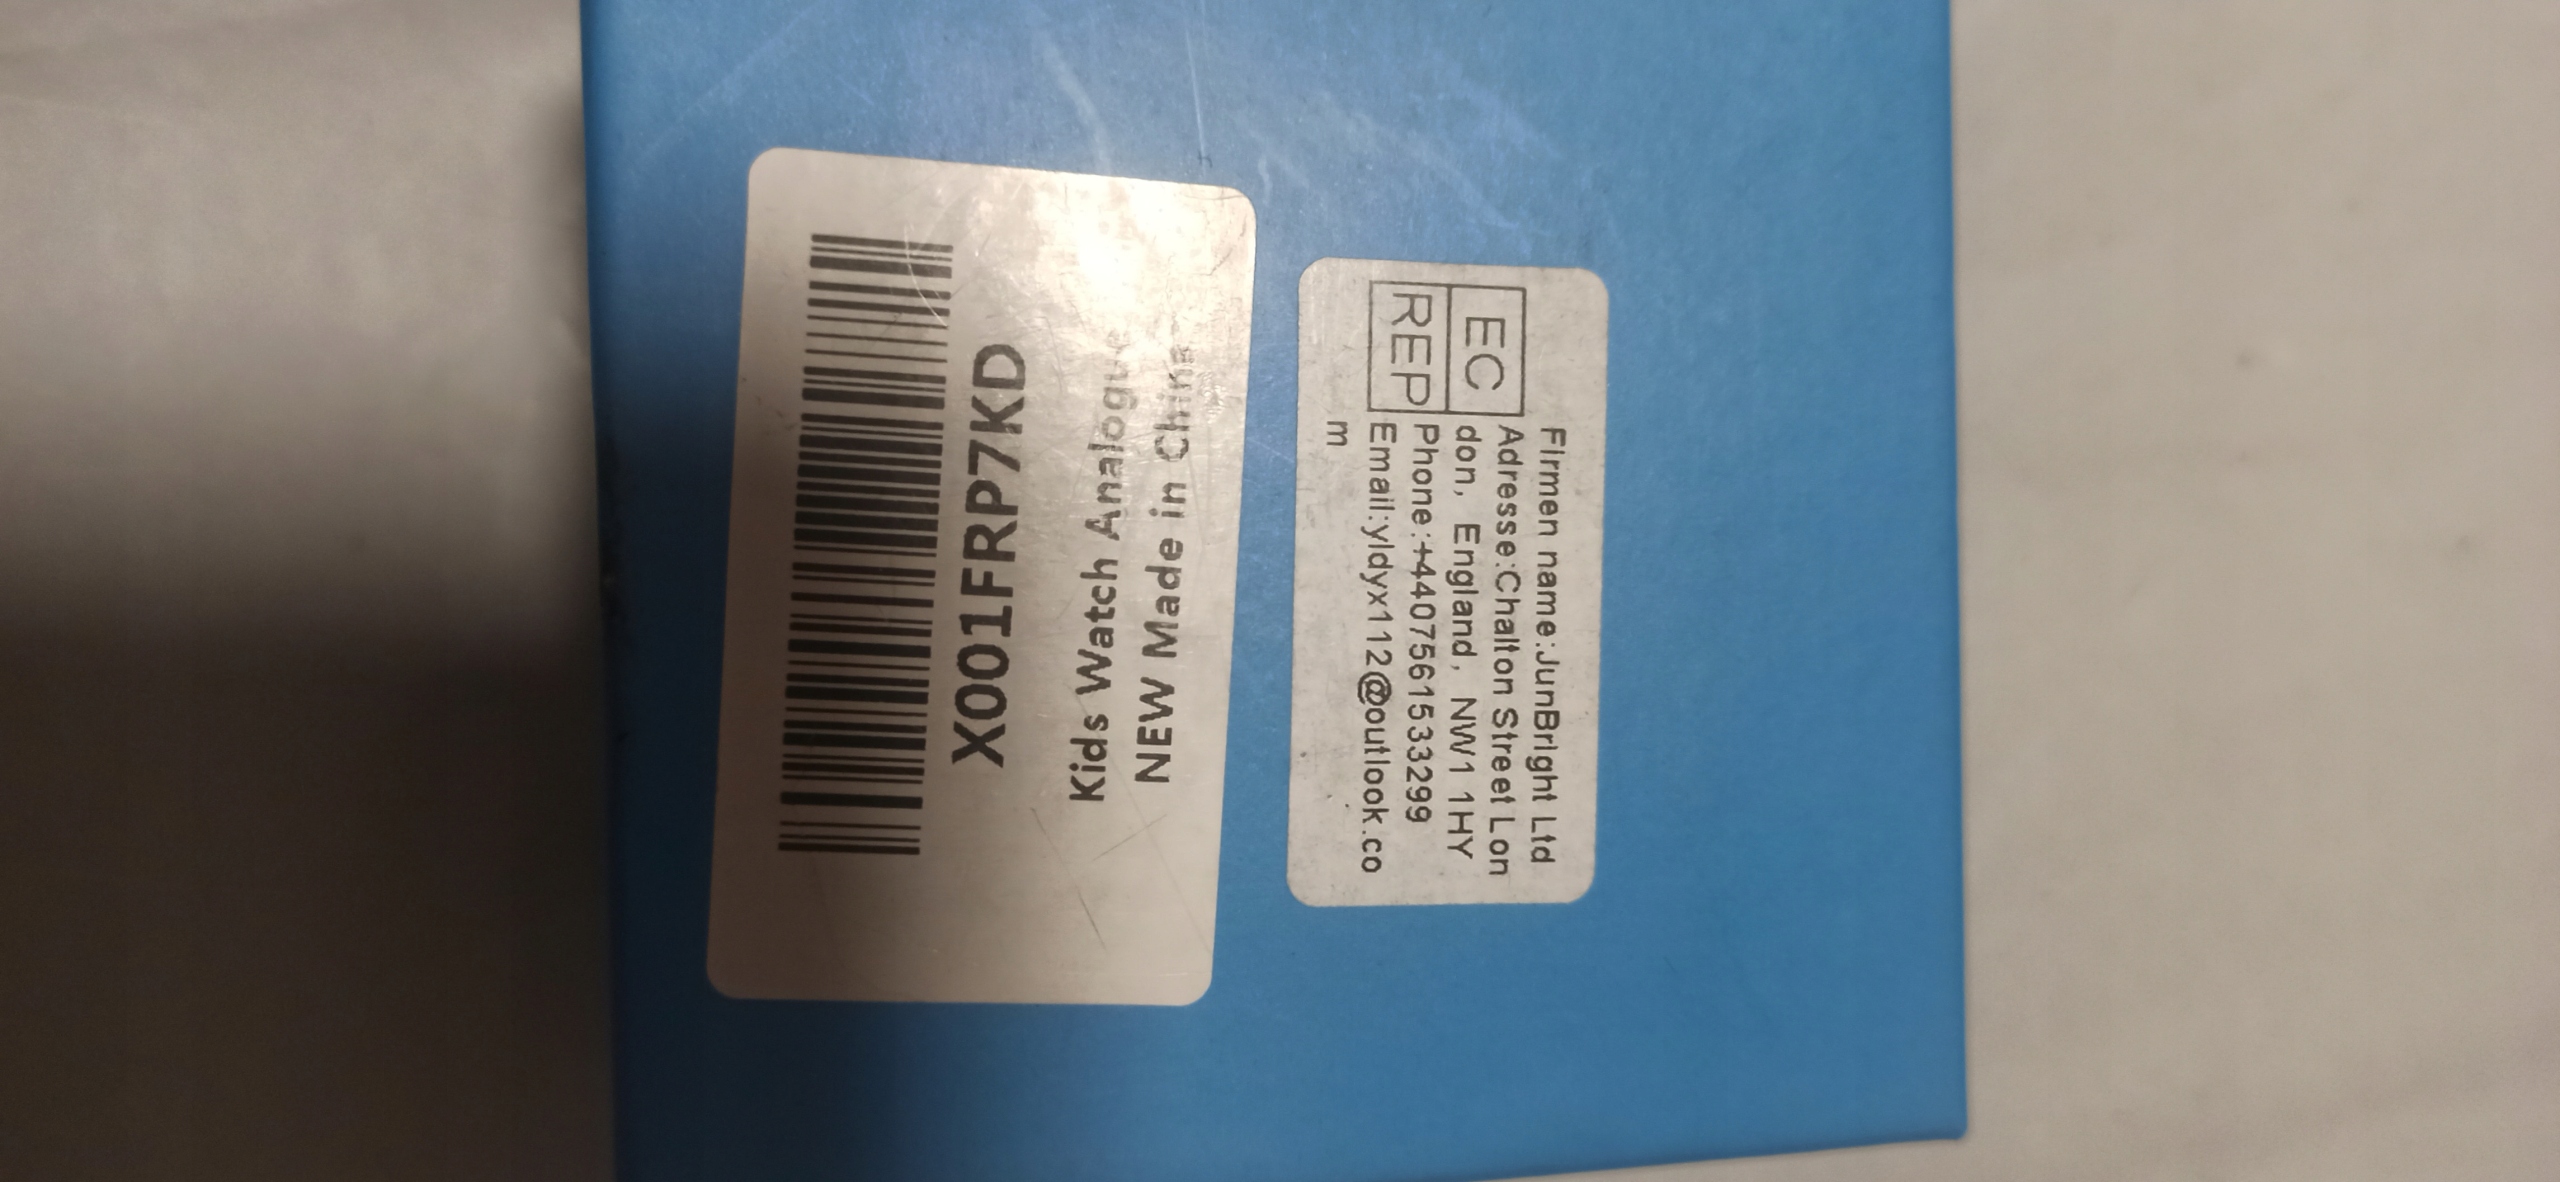 X001FRP7KD
Kids Watch Analogue
NEW Made in China
EC
REP
Firmen name:JunBright Ltd
Adresse:Chalton Street Lon
don, England, NW1 1HY
Phone:+4407561533299
Email:yldyx112@outlook.co
m